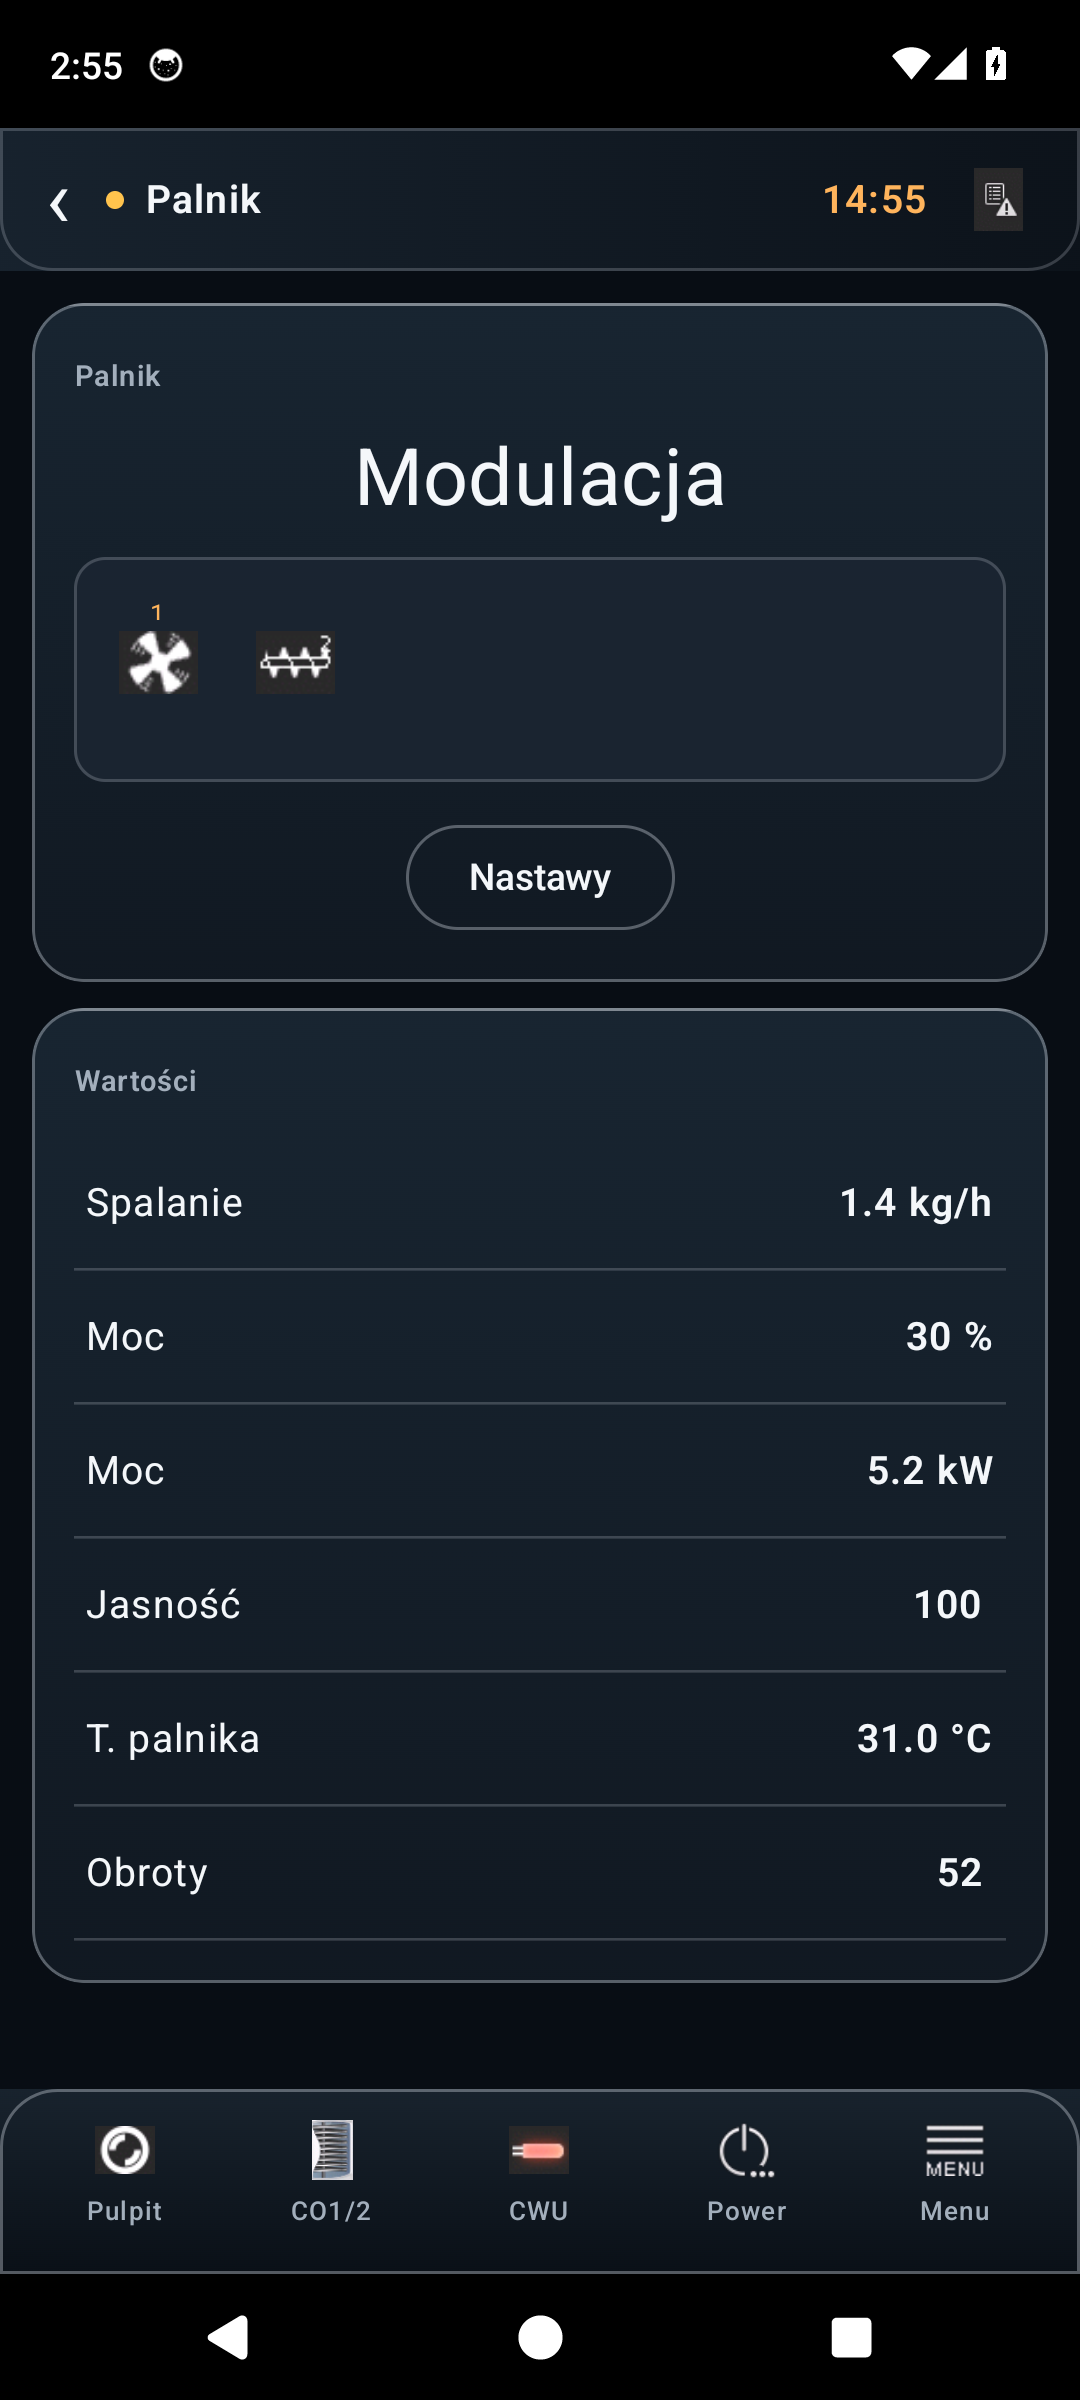 2:55
Palnik
14:55
Palnik
Modulacja
1
2
Nastawy
Wartości
Spalanie
1.4 kg/h
Moc
30 %
Moc
5.2 kW
Jasność
100
T. palnika
31.0 °C
Obroty
52
MENU
Pulpit
CO1/2
CWU
Power
Menu